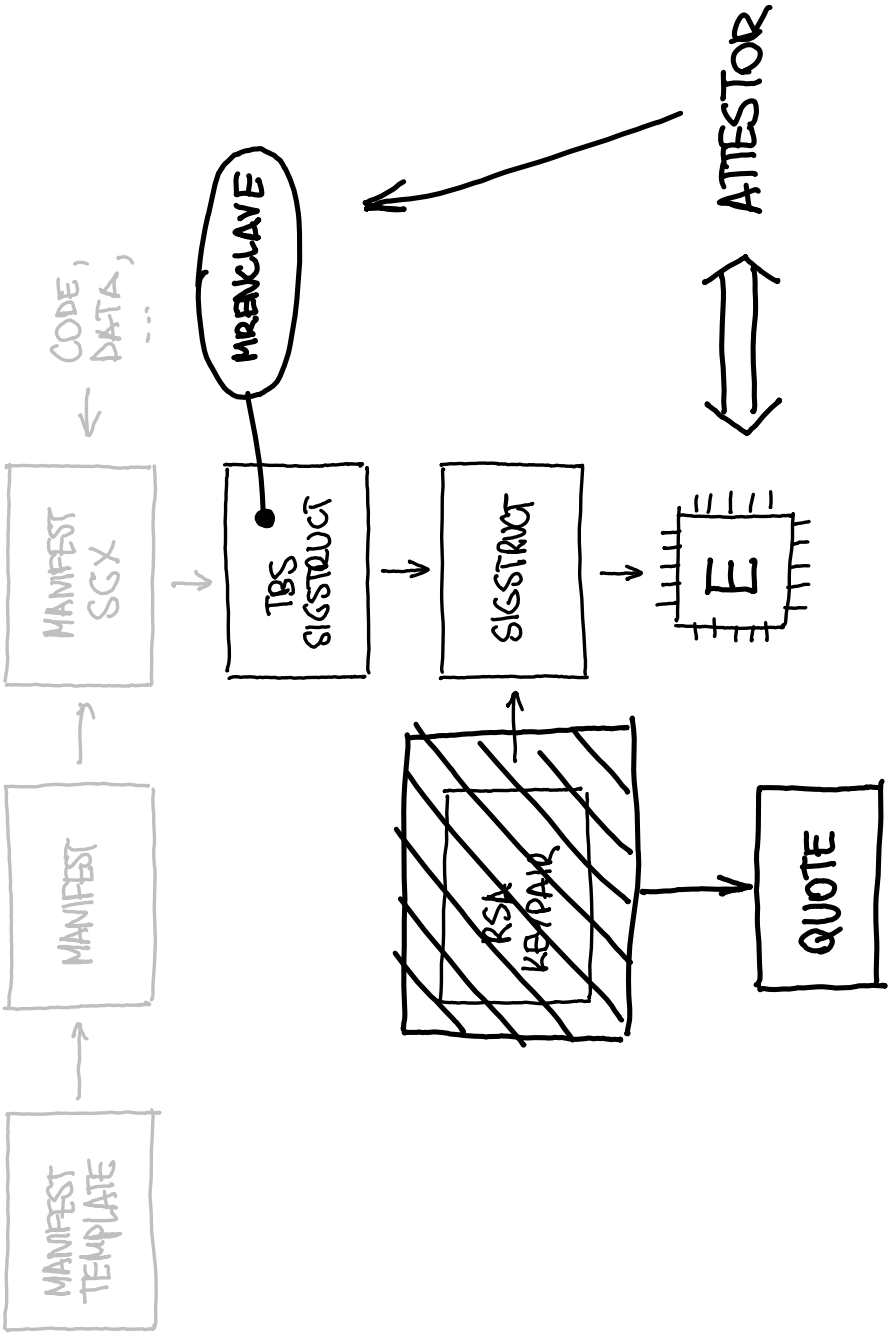 MANIFEST
TEMPLATE
MANIFEST
MANIFEST
SGX
CODE,
DATA,
...
TBS
SIGSTRUCT
MRENCLAVE
RSA
KEYPAIR
SIGSTRUCT
QUOTE
E
ATTESTOR